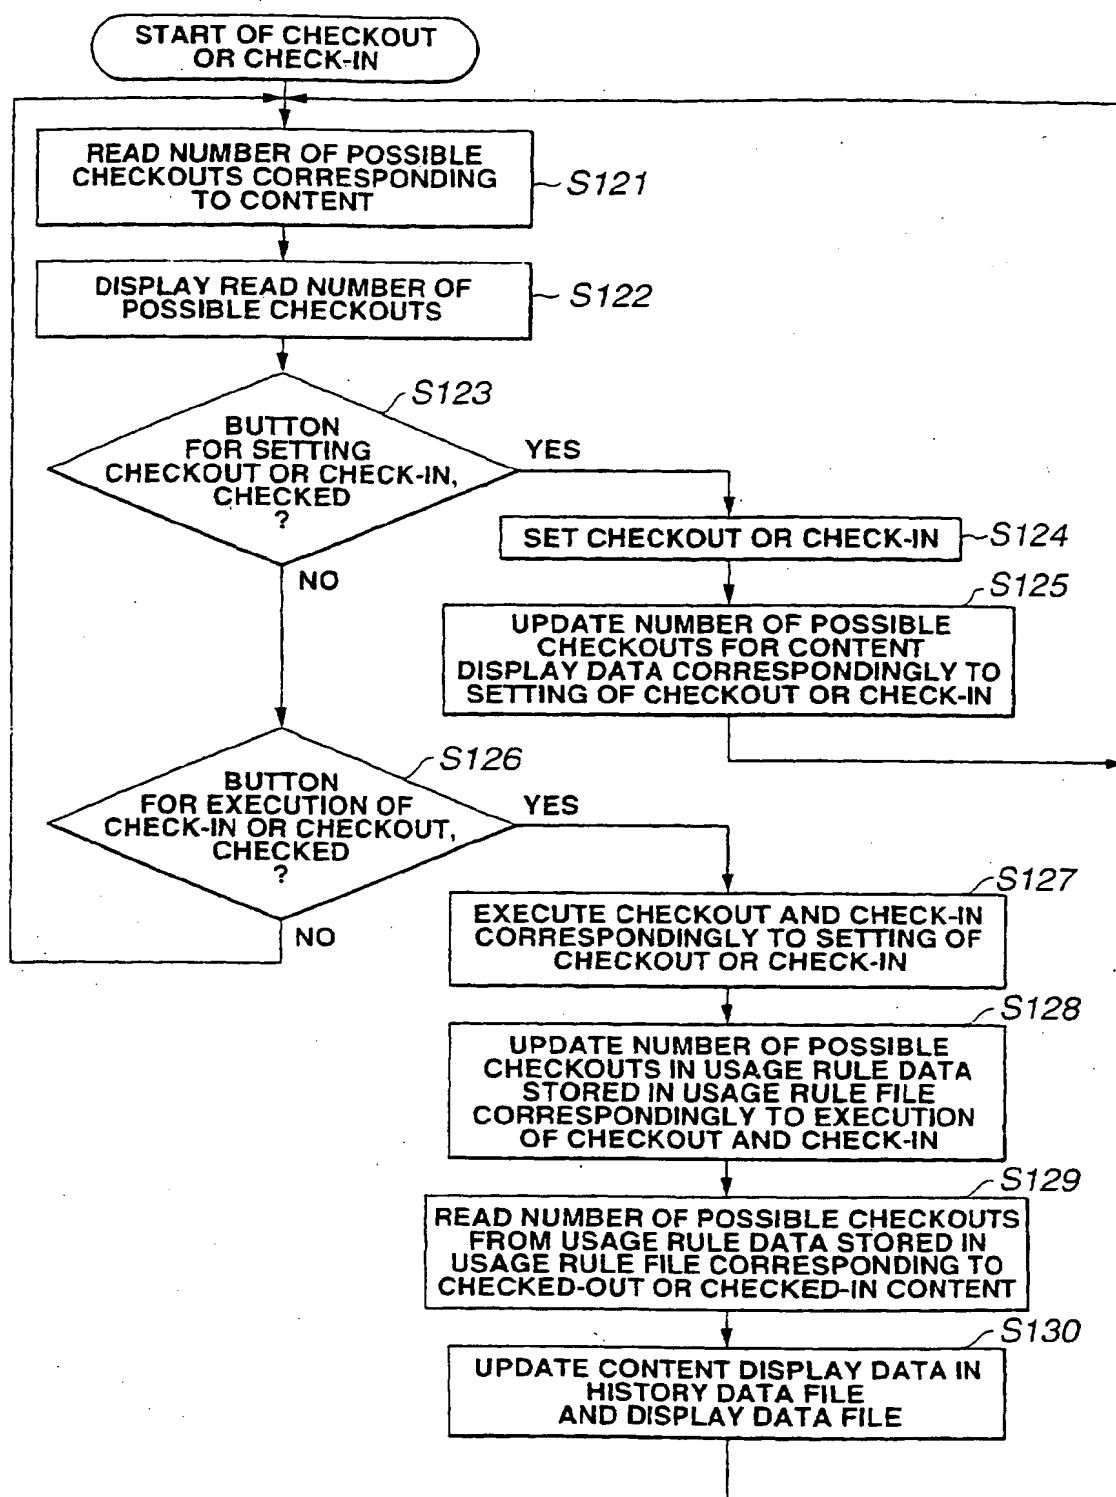 START OF CHECKOUT
OR CHECK-IN
READ NUMBER OF POSSIBLE
CHECKOUTS CORRESPONDING
TO CONTENT
S121
DISPLAY READ NUMBER OF
POSSIBLE CHECKOUTS
S122
S123
BUTTON
FOR SETTING
CHECKOUT OR CHECK-IN,
CHECKED
?
YES
NO
SET CHECKOUT OR CHECK-IN
S124
S125
UPDATE NUMBER OF POSSIBLE
CHECKOUTS FOR CONTENT
DISPLAY DATA CORRESPONDINGLY TO
SETTING OF CHECKOUT OR CHECK-IN
S126
BUTTON
FOR EXECUTION OF
CHECK-IN OR CHECKOUT,
CHECKED
?
YES
NO
S127
EXECUTE CHECKOUT AND CHECK-IN
CORRESPONDINGLY TO SETTING OF
CHECKOUT OR CHECK-IN
S128
UPDATE NUMBER OF POSSIBLE
CHECKOUTS IN USAGE RULE DATA
STORED IN USAGE RULE FILE
CORRESPONDINGLY TO EXECUTION
OF CHECKOUT AND CHECK-IN
S129
READ NUMBER OF POSSIBLE CHECKOUTS
FROM USAGE RULE DATA STORED IN
USAGE RULE FILE CORRESPONDING TO
CHECKED-OUT OR CHECKED-IN CONTENT
S130
UPDATE CONTENT DISPLAY DATA IN
HISTORY DATA FILE
AND DISPLAY DATA FILE